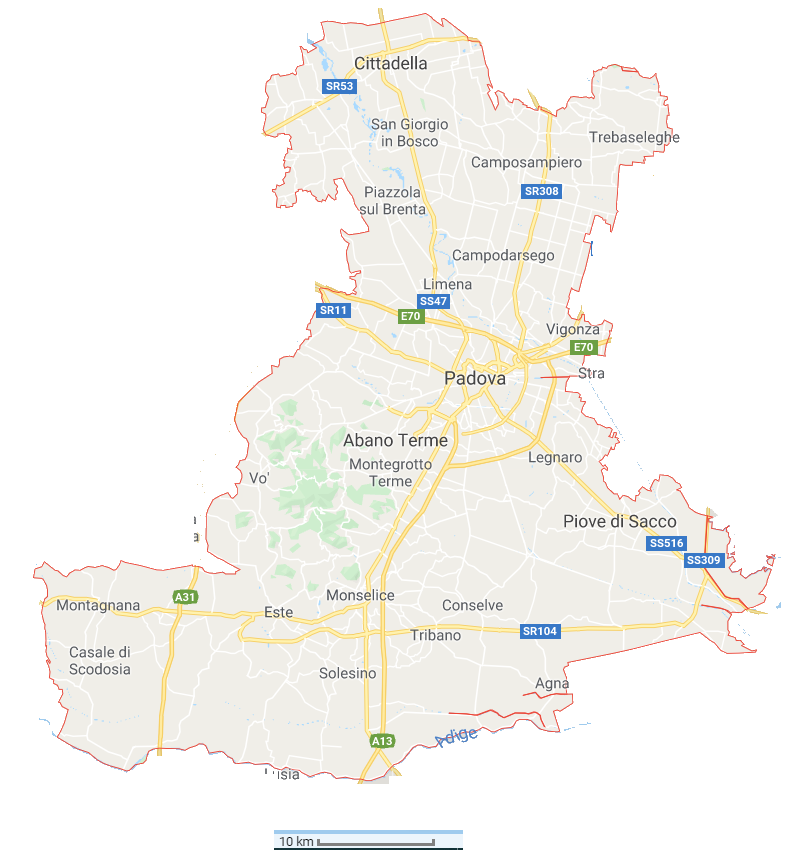 Cittadella
SR53
San Giorgio
in Bosco
Trebaseleghe
Camposampiero
SR308
Piazzola
sul Brenta
Campodarsego
Limena
SS47
SR11
E70
Vigonza
E70
Stra
Padova
Abano Terme
Montegrotto
Terme
Legnaro
Vo'
Piove di Sacco
SS516
SS309
A31
Montagnana
Este
Monselice
Conselve
Tribano
SR104
Casale di
Scodosia
Solesino
Agna
A13
Adige
10 km